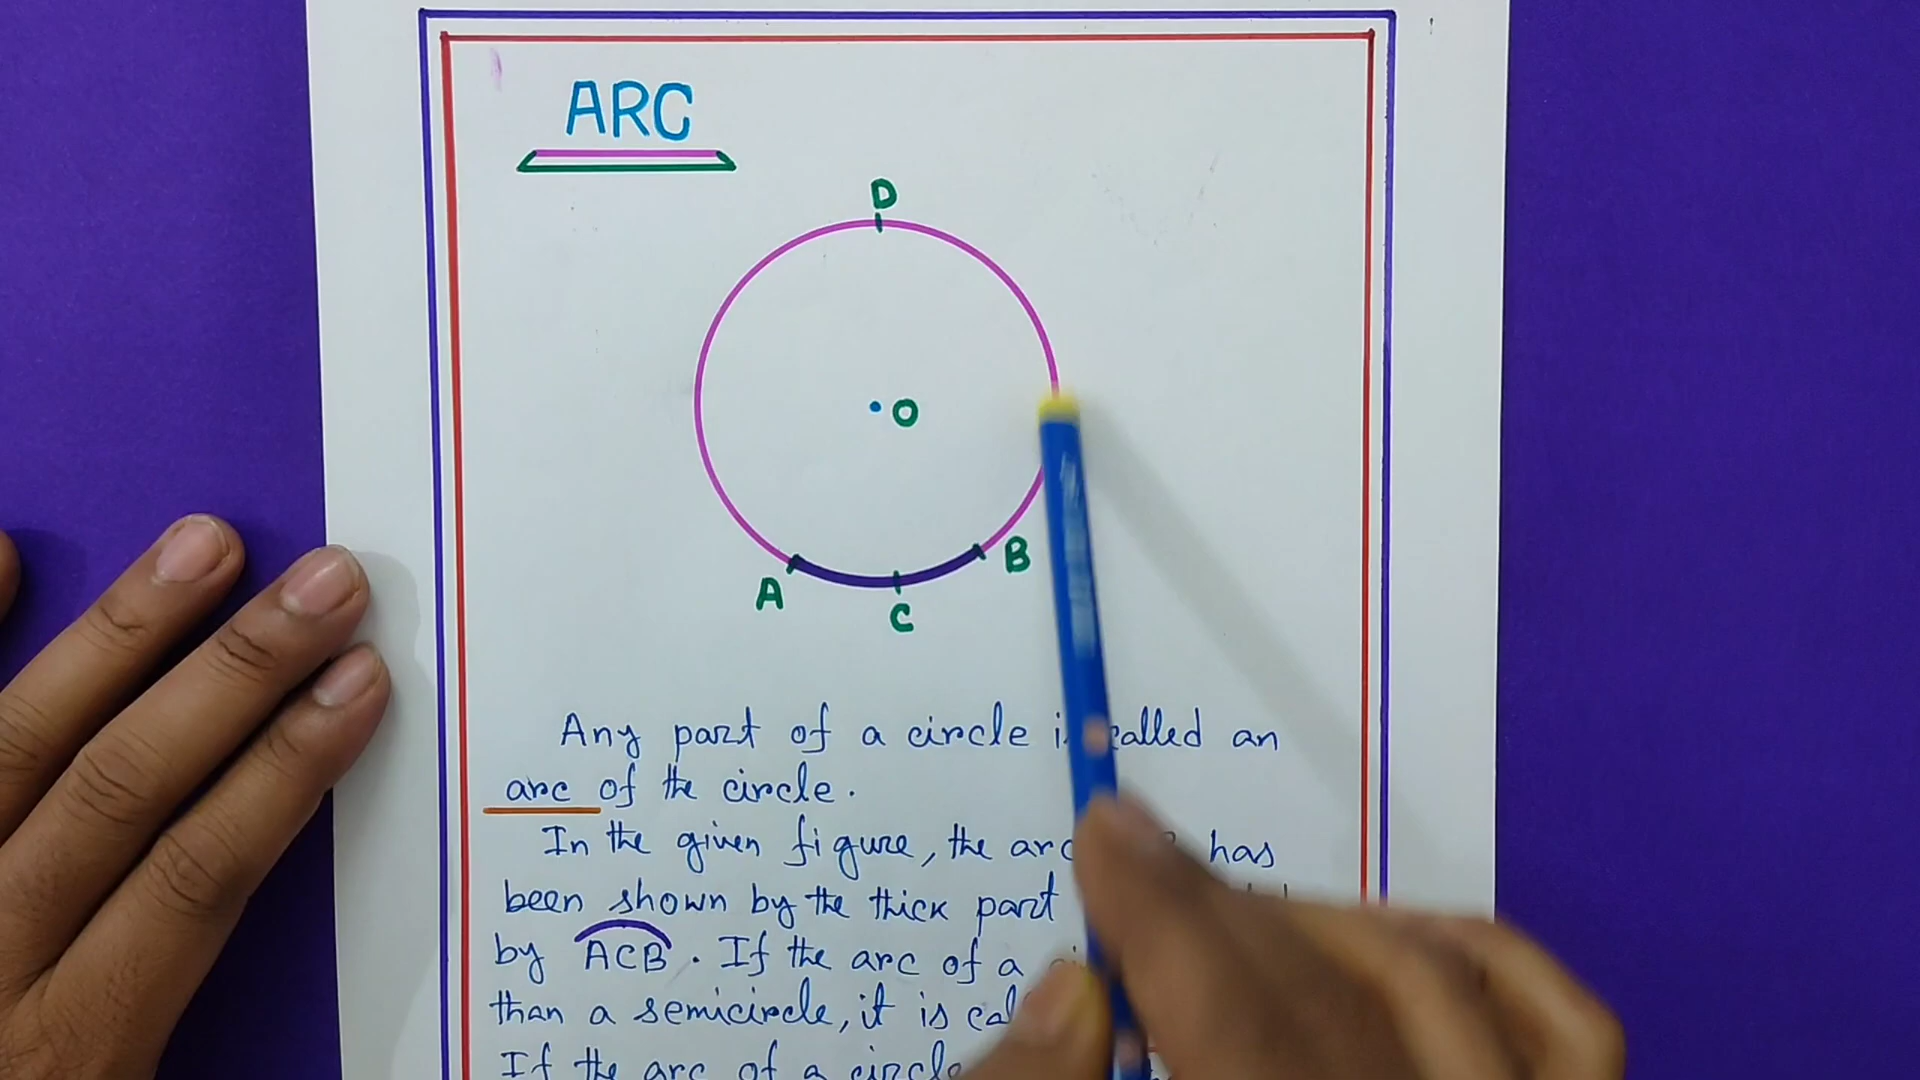 ARC
D
O
B
A
C
Any part of a circle called an
arc of the circle.
In the given figure, the arc has
been shown by the thick part
by ACB. If the arc of a
than a semicircle, it is
If the arc of a circle